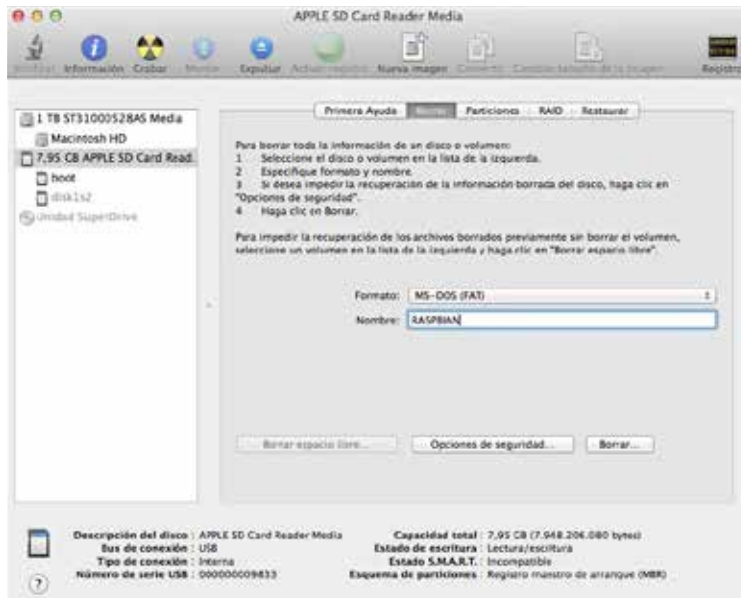 APPLE SD Card Reader Media
Información Grabar Montar Expulsar Nueva imagen Convertir Cambiar tamaño de la imagen Registro
1 TB ST31000528AS Media
Macintosh HD
7,95 GB APPLE SD Card Read...
boot
disk1s2
Unidad SuperDrive
Primera Ayuda Borrar Particiones RAID Restaurar
Para borrar toda la información de un disco o volumen:
1 Seleccione el disco o volumen en la lista de la izquierda.
2 Especifique formato y nombre.
3 Si desea impedir la recuperación de la información borrada del disco, haga clic en
"Opciones de seguridad".
4 Haga clic en Borrar.
Para impedir la recuperación de los archivos borrados previamente sin borrar el volumen,
seleccione un volumen en la lista de la izquierda y haga clic en "Borrar espacio libre".
Formato: MS-DOS (FAT)
Nombre: RASPBIAN
Borrar espacio libre... Opciones de seguridad... Borrar...
Descripción del disco : APPLE SD Card Reader Media
Bus de conexión : USB
Tipo de conexión : Interna
Número de serie USB : 000000009833
Capacidad total : 7,95 GB (7.948.206.080 bytes)
Estado de escritura : Lectura/escritura
Estado S.M.A.R.T. : Incompatible
Esquema de particiones : Registro maestro de arranque (MBR)
?